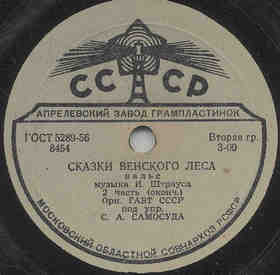 1
СССР
АПРЕЛЕВСКИЙ ЗАВОД ГРАМПЛАСТИНОК
ГОСТ 5289-56
8454
Вторая гр.
3-00
СКАЗКИ ВЕНСКОГО ЛЕСА
вальс
музыка И. Штрауса
2 часть (оконч.)
Орк. ГАБТ СССР
под упр.
С. А. САМОСУДА
МОСКОВСКИЙ ОБЛАСТНОЙ СОВНАРХОЗ РСФСР